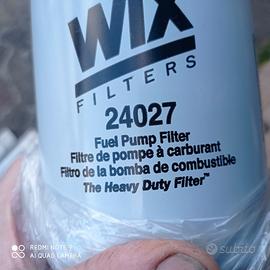 WIX
FILTERS
24027
Fuel Pump Filter
Filtre de pompe à carburant
Filtro de la bomba de combustible
The Heavy Duty Filter™
REDMI NOTE 7
AI QUAD CAMERA
subito